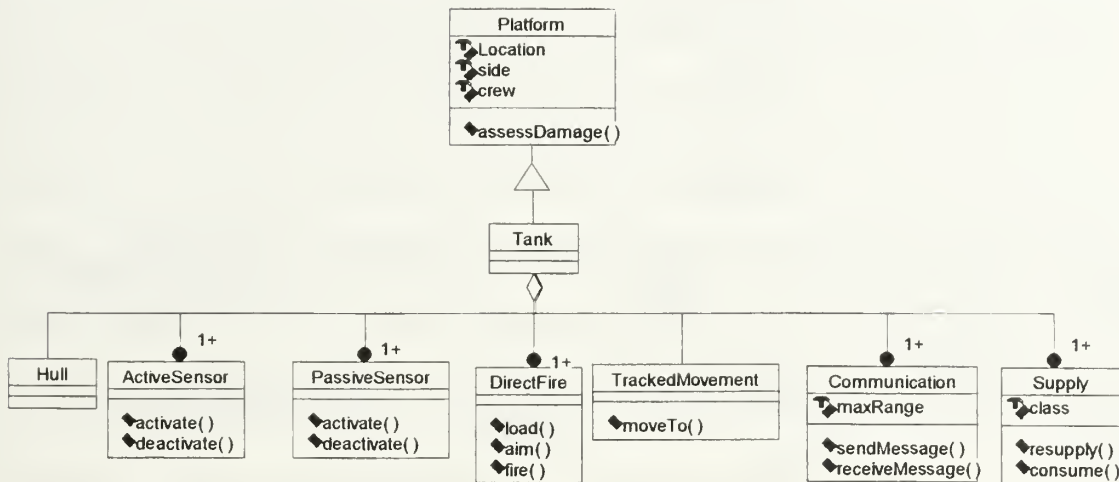 Platform
Location
side
crew
assessDamage()
Tank
1+
1+
1+
1+
1+
Hull
ActiveSensor
activate()
deactivate()
PassiveSensor
activate()
deactivate()
DirectFire
load()
aim()
fire()
TrackedMovement
moveTo()
Communication
maxRange
sendMessage()
receiveMessage()
Supply
class
resupply()
consume()